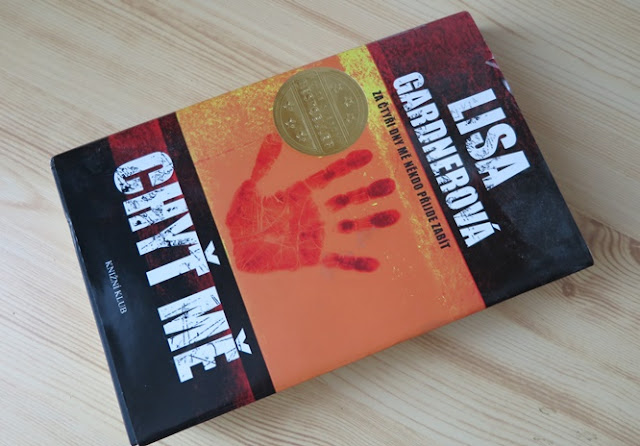 LISA
GARDNEROVÁ
ZA ČTYŘI DNY MĚ NĚKDO PŘIJDE ZABÍT
CHYŤ MĚ
KNIŽNÍ KLUB